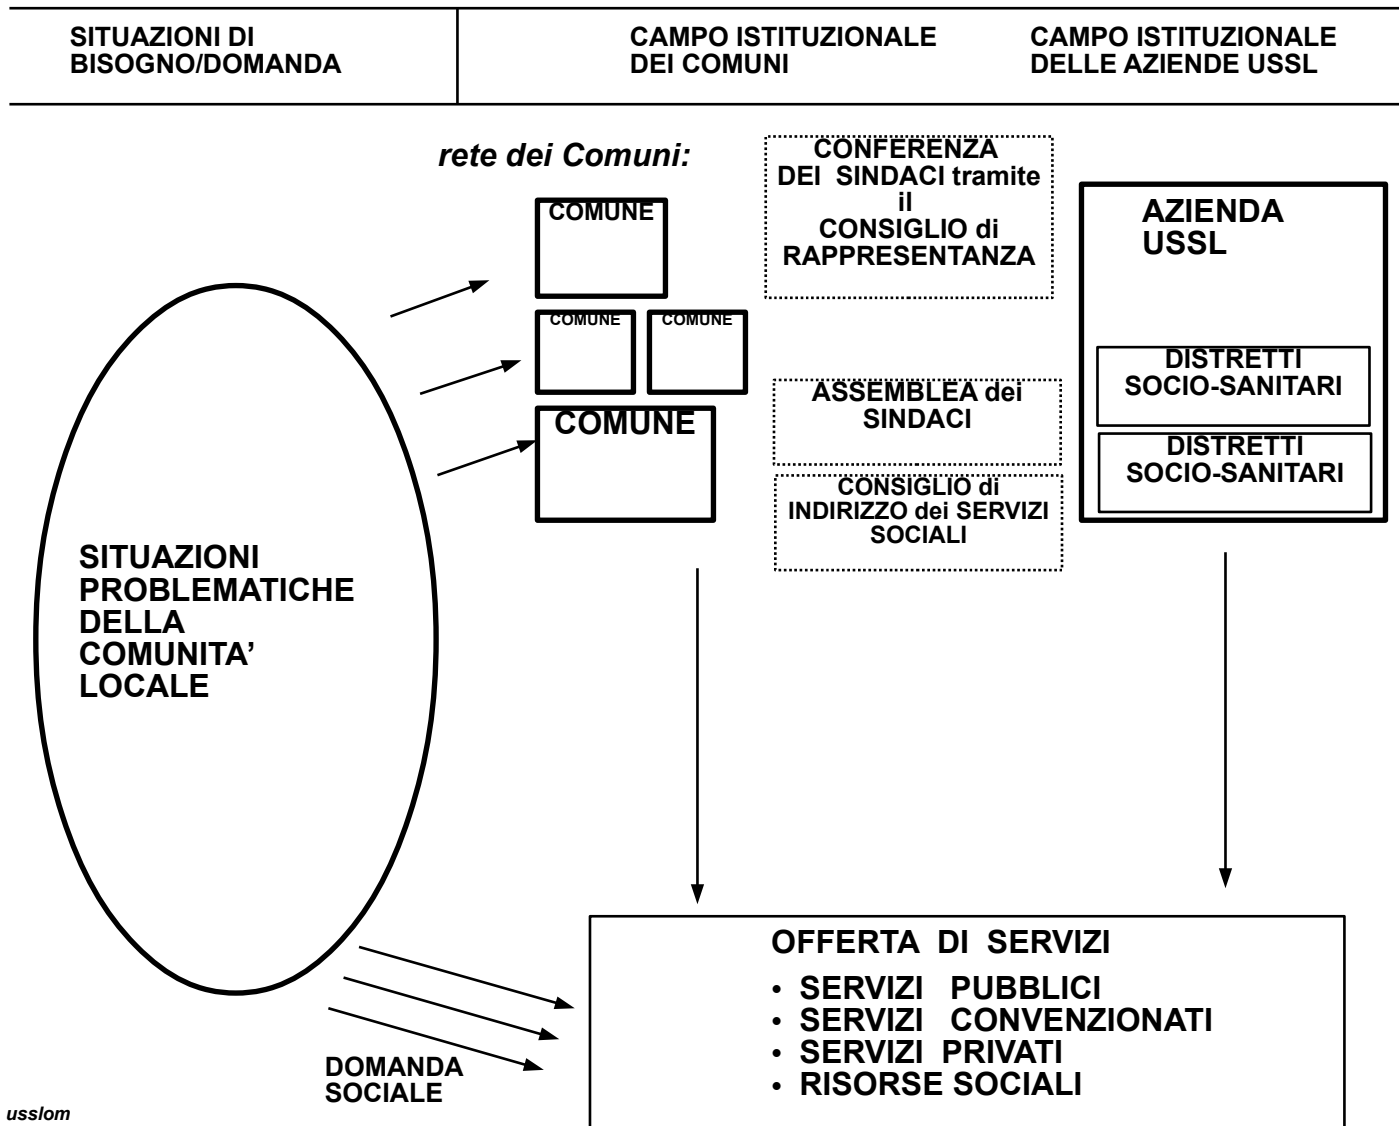 SITUAZIONI DI
BISOGNO/DOMANDA
CAMPO ISTITUZIONALE
DEI COMUNI
CAMPO ISTITUZIONALE
DELLE AZIENDE USSL
rete dei Comuni:
COMUNE
COMUNE
COMUNE
COMUNE
CONFERENZA
DEI SINDACI tramite
il
CONSIGLIO di
RAPPRESENTANZA
ASSEMBLEA dei
SINDACI
CONSIGLIO di
INDIRIZZO dei SERVIZI
SOCIALI
AZIENDA
USSL
DISTRETTI
SOCIO-SANITARI
DISTRETTI
SOCIO-SANITARI
SITUAZIONI
PROBLEMATICHE
DELLA
COMUNITA’
LOCALE
DOMANDA
SOCIALE
OFFERTA DI SERVIZI
• SERVIZI PUBBLICI
• SERVIZI CONVENZIONATI
• SERVIZI PRIVATI
• RISORSE SOCIALI
usslom